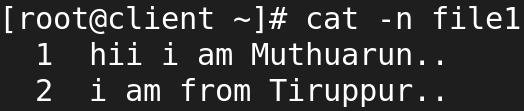 [root@client ~]# cat -n file1
1 hii i am Muthuarun..
2 i am from Tiruppur..